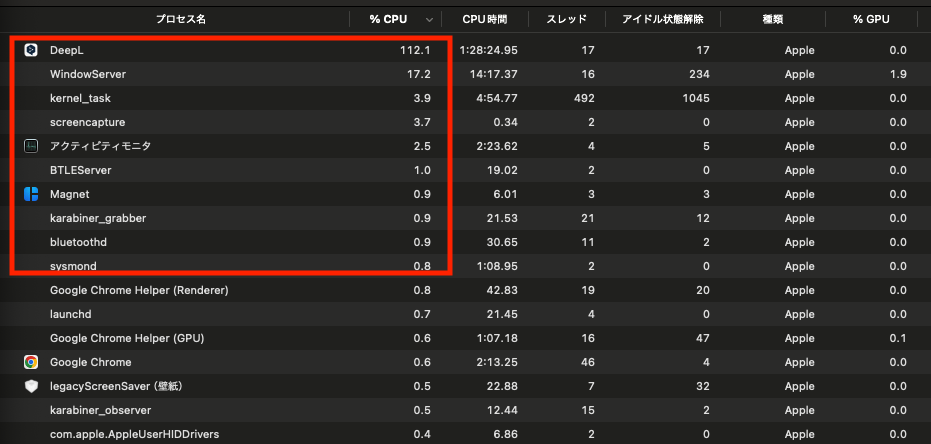 プロセス名 % CPU CPU時間 スレッド アイドル状態解除 種類 % GPU
DeepL 112.1 1:28:24.95 17 17 Apple 0.0
WindowServer 17.2 14:17.37 16 234 Apple 1.9
kernel_task 3.9 4:54.77 492 1045 Apple 0.0
screencapture 3.7 0.34 2 0 Apple 0.0
アクティビティモニタ 2.5 2:23.62 4 5 Apple 0.0
BTLEServer 1.0 19.02 2 0 Apple 0.0
Magnet 0.9 6.01 3 3 Apple 0.0
karabiner_grabber 0.9 21.53 21 12 Apple 0.0
bluetoothd 0.9 30.65 11 2 Apple 0.0
sysmond 0.8 1:08.95 2 0 Apple 0.0
Google Chrome Helper (Renderer) 0.8 42.83 19 20 Apple 0.0
launchd 0.7 21.45 4 0 Apple 0.0
Google Chrome Helper (GPU) 0.6 1:07.18 16 47 Apple 0.1
Google Chrome 0.6 2:13.25 46 4 Apple 0.0
legacyScreenSaver（壁紙） 0.5 22.88 7 32 Apple 0.0
karabiner_observer 0.5 12.44 15 2 Apple 0.0
com.apple.AppleUserHIDDrivers 0.4 6.86 2 0 Apple 0.0